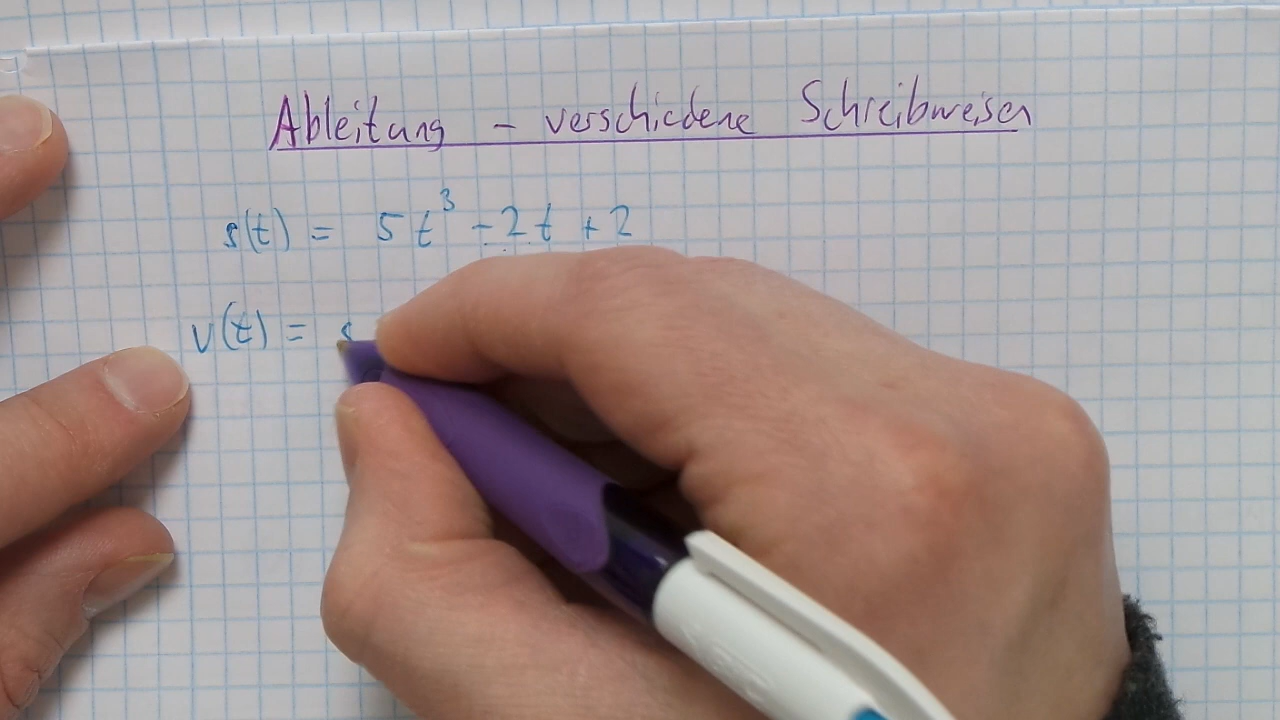 Ableitung - verschiedene Schreibweisen
s(t) = 5t³ - 2t + 2
v(t) = s